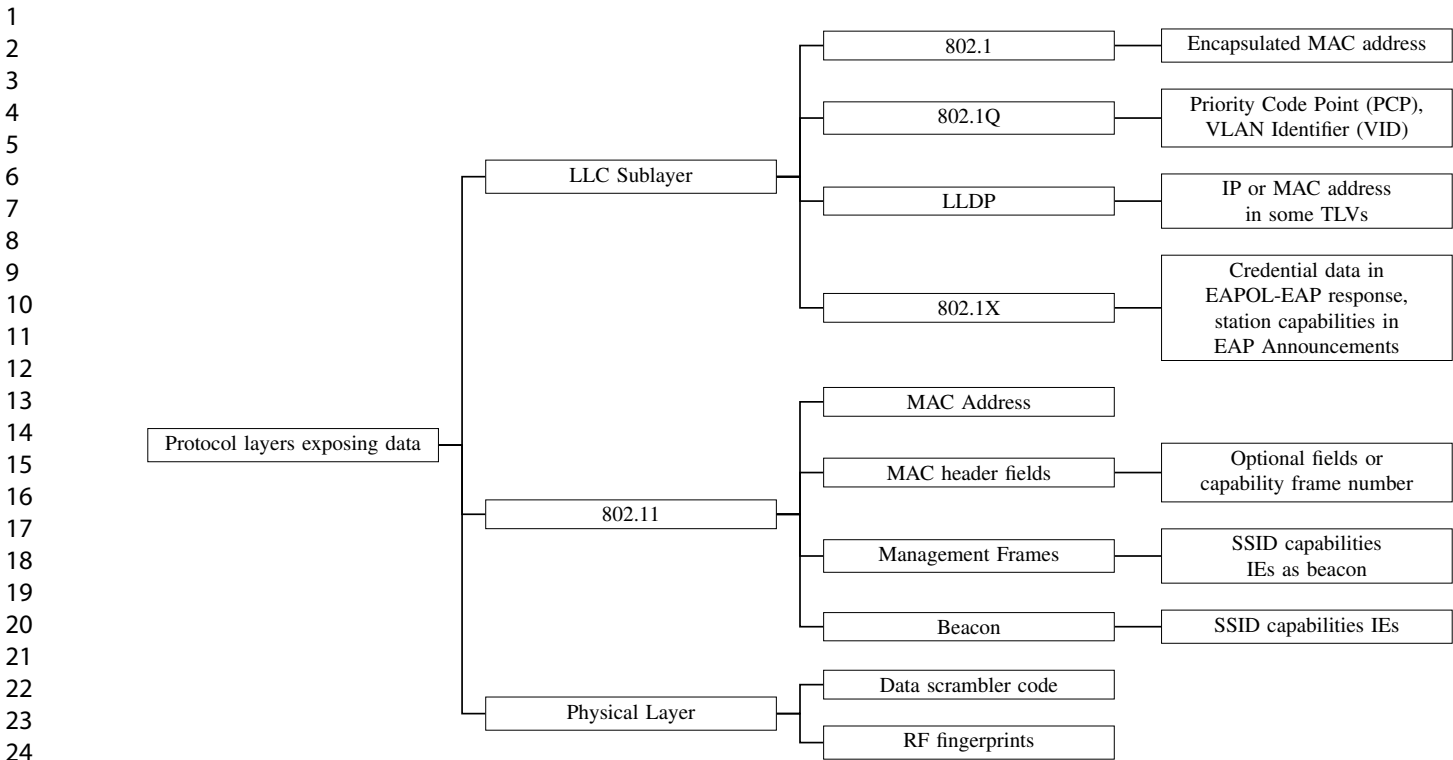 1
2
3
4
5
6
7
8
9
10
11
12
13
14
15
16
17
18
19
20
21
22
23
24
Protocol layers exposing data
LLC Sublayer
802.1
Encapsulated MAC address
802.1Q
Priority Code Point (PCP),
VLAN Identifier (VID)
LLDP
IP or MAC address
in some TLVs
802.1X
Credential data in
EAPOL-EAP response,
station capabilities in
EAP Announcements
802.11
MAC Address
MAC header fields
Optional fields or
capability frame number
Management Frames
SSID capabilities
IEs as beacon
Beacon
SSID capabilities IEs
Physical Layer
Data scrambler code
RF fingerprints